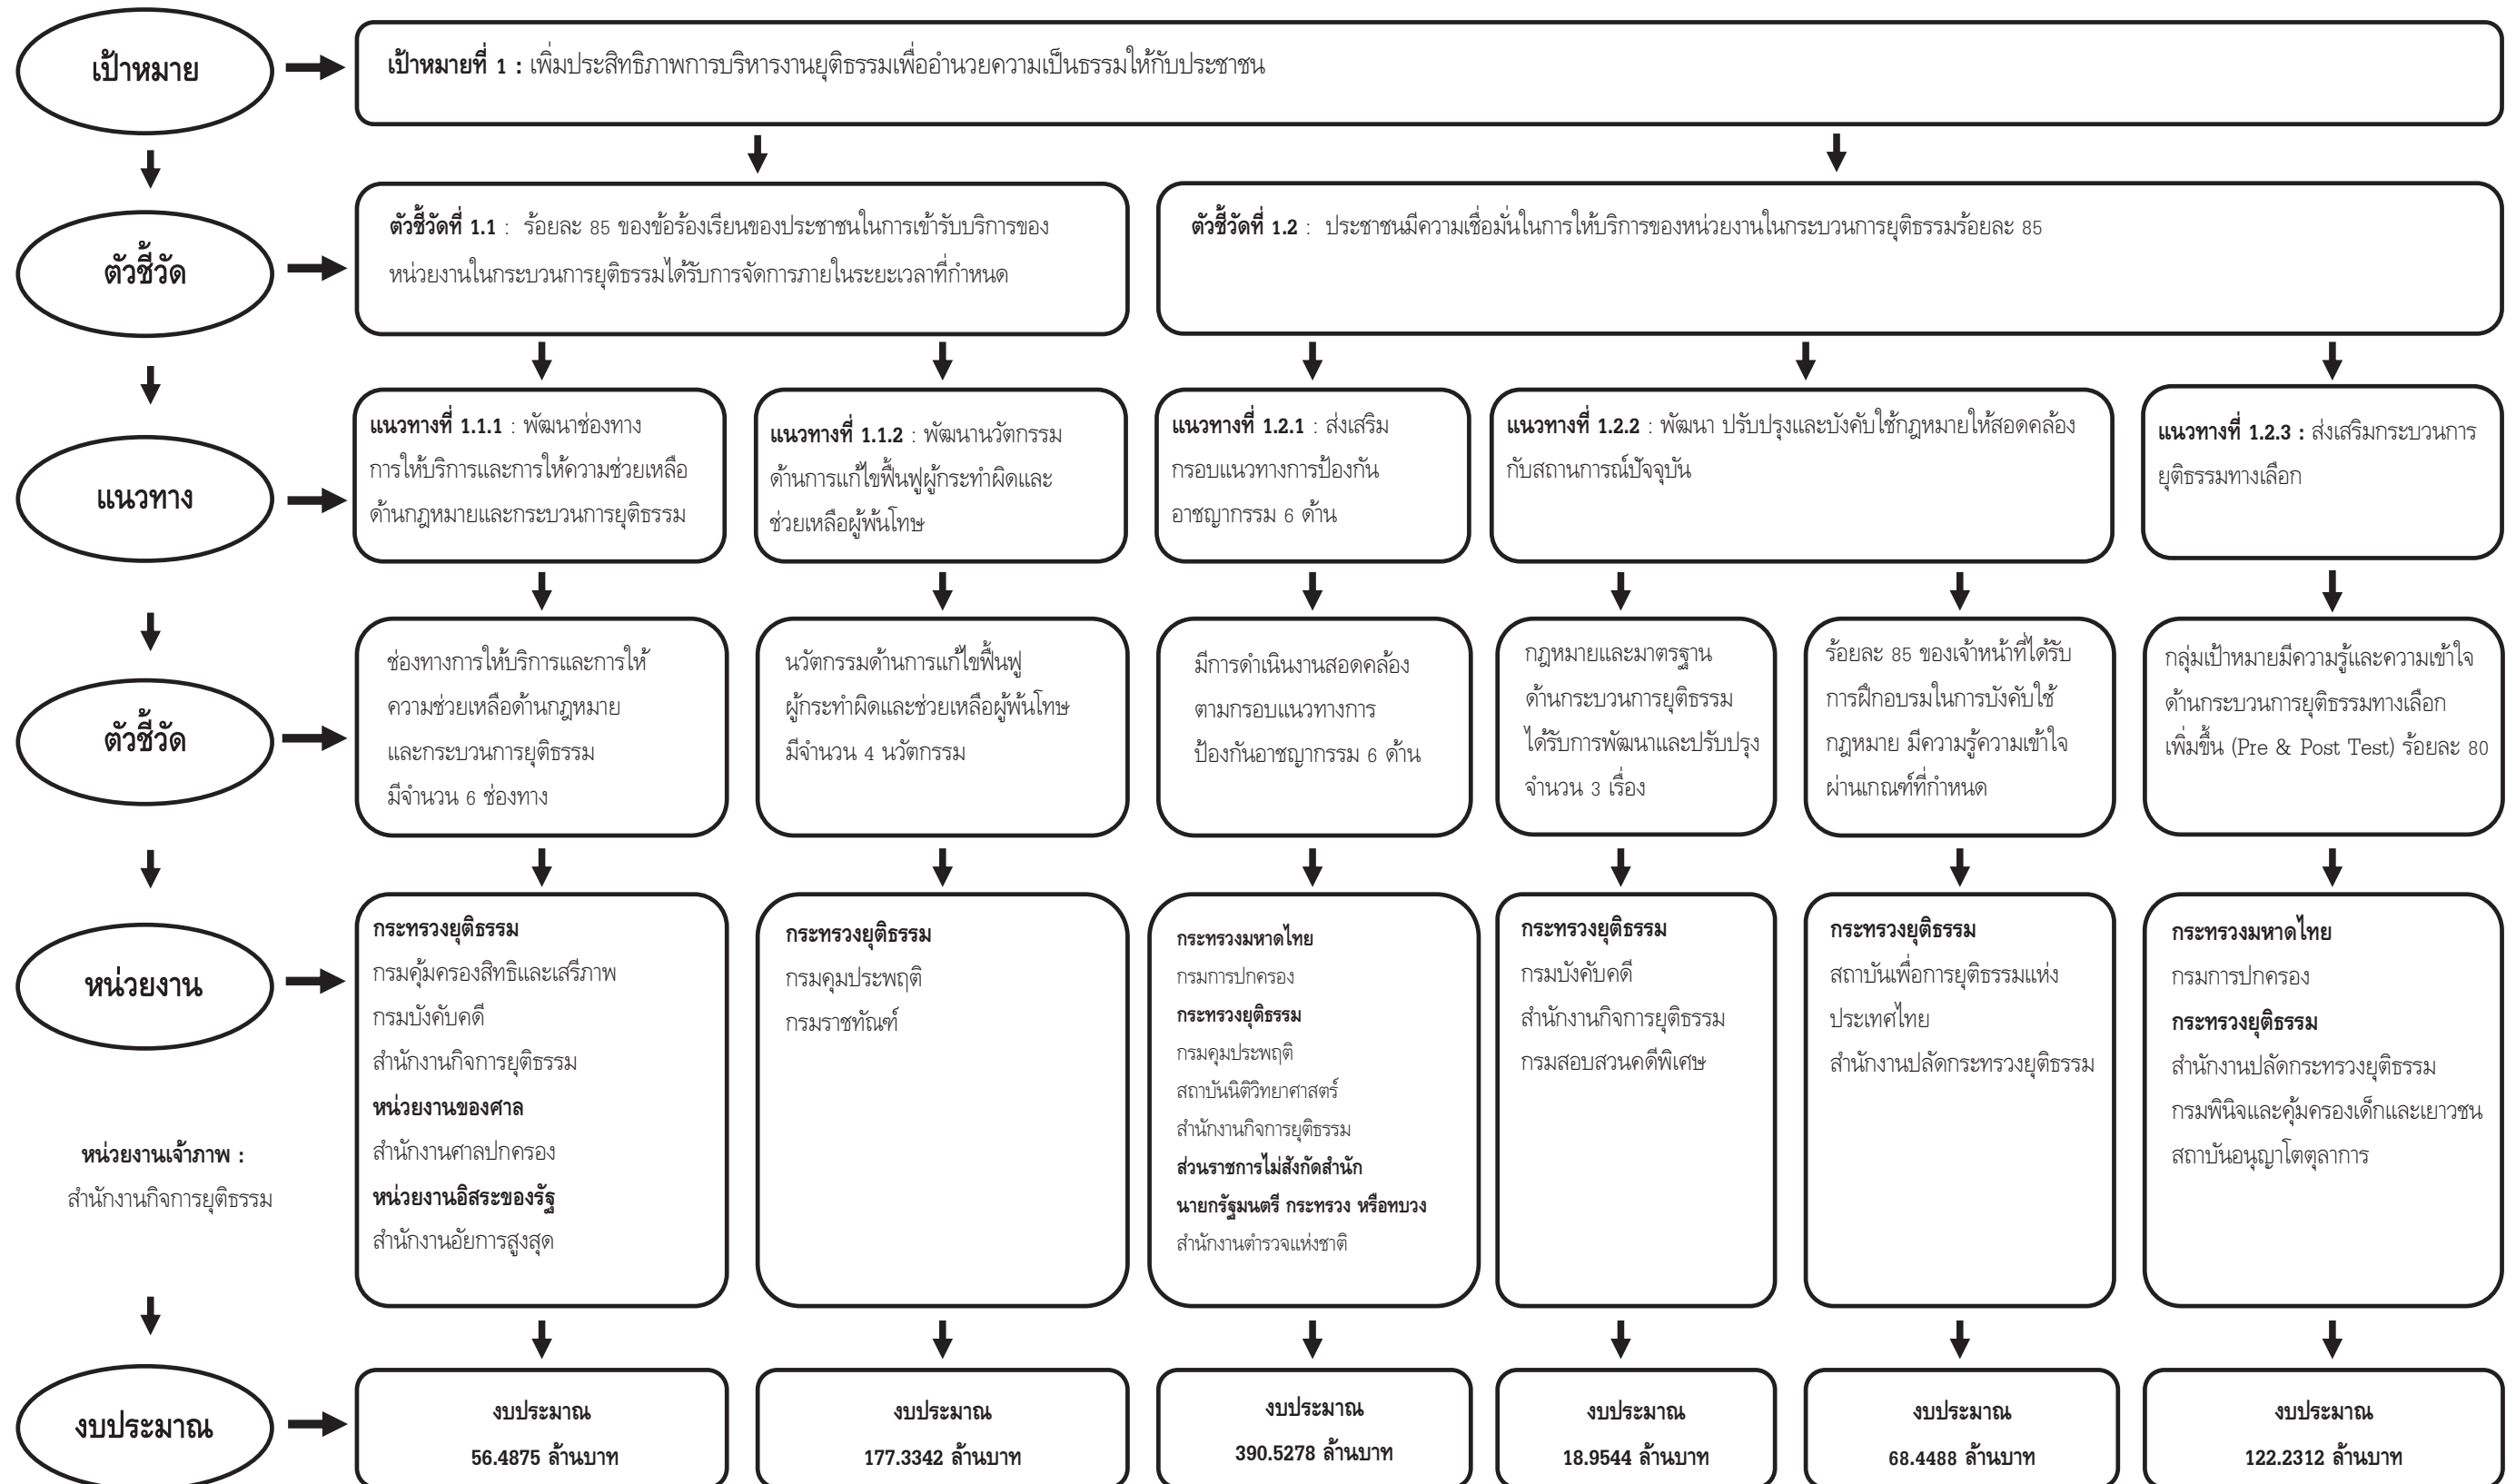 เป้าหมาย
เป้าหมายที่ 1 : เพิ่มประสิทธิภาพการบริหารงานยุติธรรมเพื่ออำนวยความเป็นธรรมให้กับประชาชน
ตัวชี้วัด
ตัวชี้วัดที่ 1.1 : ร้อยละ 85 ของข้อร้องเรียนของประชาชนในการเข้ารับบริการของ
หน่วยงานในกระบวนการยุติธรรมได้รับการจัดการภายในระยะเวลาที่กำหนด
ตัวชี้วัดที่ 1.2 : ประชาชนมีความเชื่อมั่นในการให้บริการของหน่วยงานในกระบวนการยุติธรรมร้อยละ 85
แนวทาง
แนวทางที่ 1.1.1 : พัฒนาช่องทาง
การให้บริการและการให้ความช่วยเหลือ
ด้านกฎหมายและกระบวนการยุติธรรม
แนวทางที่ 1.1.2 : พัฒนานวัตกรรม
ด้านการแก้ไขฟื้นฟูผู้กระทำผิดและ
ช่วยเหลือผู้พ้นโทษ
แนวทางที่ 1.2.1 : ส่งเสริม
กรอบแนวทางการป้องกัน
อาชญากรรม 6 ด้าน
แนวทางที่ 1.2.2 : พัฒนา ปรับปรุงและบังคับใช้กฎหมายให้สอดคล้อง
กับสถานการณ์ปัจจุบัน
แนวทางที่ 1.2.3 : ส่งเสริมกระบวนการ
ยุติธรรมทางเลือก
ตัวชี้วัด
ช่องทางการให้บริการและการให้
ความช่วยเหลือด้านกฎหมาย
และกระบวนการยุติธรรม
มีจำนวน 6 ช่องทาง
นวัตกรรมด้านการแก้ไขฟื้นฟู
ผู้กระทำผิดและช่วยเหลือผู้พ้นโทษ
มีจำนวน 4 นวัตกรรม
มีการดำเนินงานสอดคล้อง
ตามกรอบแนวทางการ
ป้องกันอาชญากรรม 6 ด้าน
กฎหมายและมาตรฐาน
ด้านกระบวนการยุติธรรม
ได้รับการพัฒนาและปรับปรุง
จำนวน 3 เรื่อง
ร้อยละ 85 ของเจ้าหน้าที่ได้รับ
การฝึกอบรมในการบังคับใช้
กฎหมาย มีความรู้ความเข้าใจ
ผ่านเกณฑ์ที่กำหนด
กลุ่มเป้าหมายมีความรู้และความเข้าใจ
ด้านกระบวนการยุติธรรมทางเลือก
เพิ่มขึ้น (Pre & Post Test) ร้อยละ 80
หน่วยงาน
หน่วยงานเจ้าภาพ :
สำนักงานกิจการยุติธรรม
กระทรวงยุติธรรม
กรมคุ้มครองสิทธิและเสรีภาพ
กรมบังคับคดี
สำนักงานกิจการยุติธรรม
หน่วยงานของศาล
สำนักงานศาลปกครอง
หน่วยงานอิสระของรัฐ
สำนักงานอัยการสูงสุด
กระทรวงยุติธรรม
กรมคุมประพฤติ
กรมราชทัณฑ์
กระทรวงมหาดไทย
กรมการปกครอง
กระทรวงยุติธรรม
กรมคุมประพฤติ
สถาบันนิติวิทยาศาสตร์
สำนักงานกิจการยุติธรรม
ส่วนราชการไม่สังกัดสำนัก
นายกรัฐมนตรี กระทรวง หรือทบวง
สำนักงานตำรวจแห่งชาติ
กระทรวงยุติธรรม
กรมบังคับคดี
สำนักงานกิจการยุติธรรม
กรมสอบสวนคดีพิเศษ
กระทรวงยุติธรรม
สถาบันเพื่อการยุติธรรมแห่ง
ประเทศไทย
สำนักงานปลัดกระทรวงยุติธรรม
กระทรวงมหาดไทย
กรมการปกครอง
กระทรวงยุติธรรม
สำนักงานปลัดกระทรวงยุติธรรม
กรมพินิจและคุ้มครองเด็กและเยาวชน
สถาบันอนุญาโตตุลาการ
งบประมาณ
งบประมาณ
56.4875 ล้านบาท
งบประมาณ
177.3342 ล้านบาท
งบประมาณ
390.5278 ล้านบาท
งบประมาณ
18.9544 ล้านบาท
งบประมาณ
68.4488 ล้านบาท
งบประมาณ
122.2312 ล้านบาท